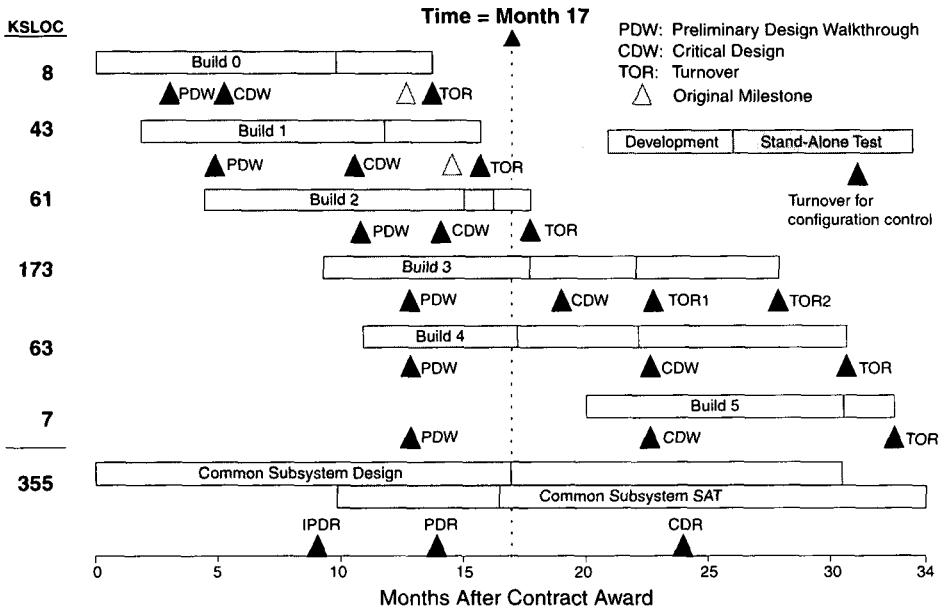 Time = Month 17
KSLOC
PDW: Preliminary Design Walkthrough
CDW: Critical Design
TOR: Turnover
Original Milestone
8
Build 0
PDW CDW TOR
43
Build 1
Development Stand-Alone Test
PDW CDW TOR
61
Build 2
Turnover for
configuration control
PDW CDW TOR
173
Build 3
PDW CDW TOR1 TOR2
63
Build 4
PDW CDW TOR
7
Build 5
PDW CDW TOR
355
Common Subsystem Design
Common Subsystem SAT
IPDR PDR CDR
0 5 10 15 20 25 30 34
Months After Contract Award